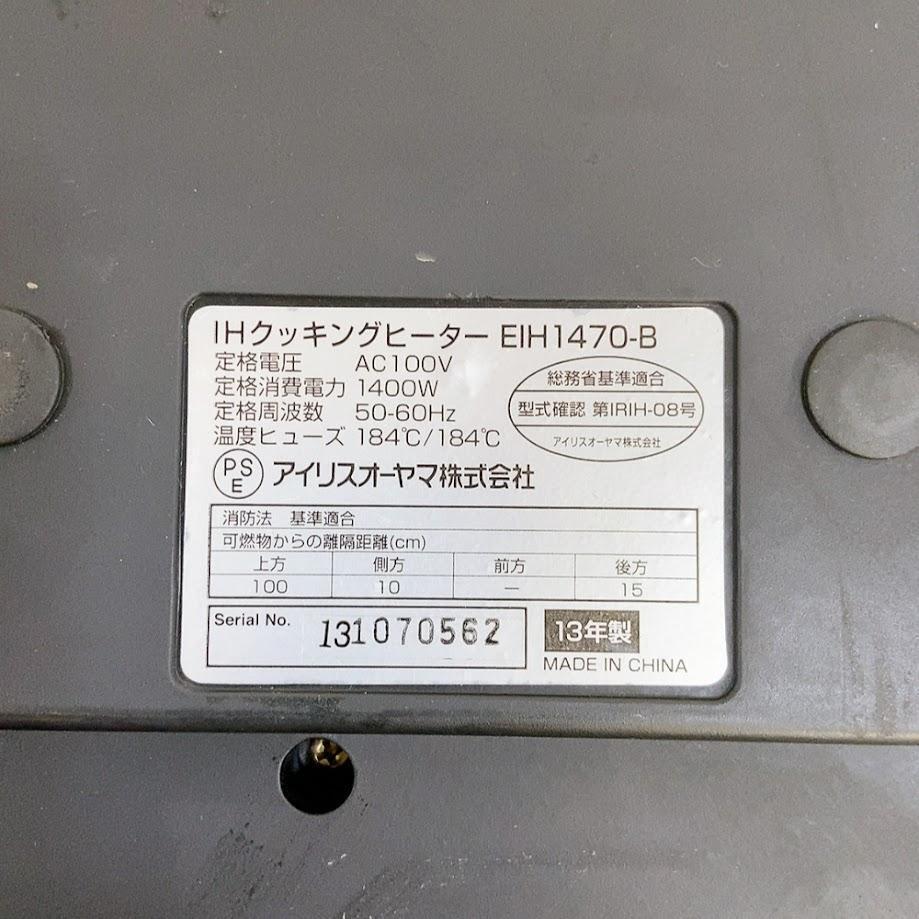 IHクッキングヒーター EIH1470-B
定格電圧 AC100V
定格消費電力 1400W
定格周波数 50-60Hz
温度ヒューズ 184℃/184℃
総務省基準適合
型式確認 第IRIH-08号
アイリスオーヤマ株式会社
PSE アイリスオーヤマ株式会社
消防法 基準適合
可燃物からの離隔距離(cm)
上方 側方 前方 後方
100 10 — 15
Serial No. 131070562
13年製
MADE IN CHINA